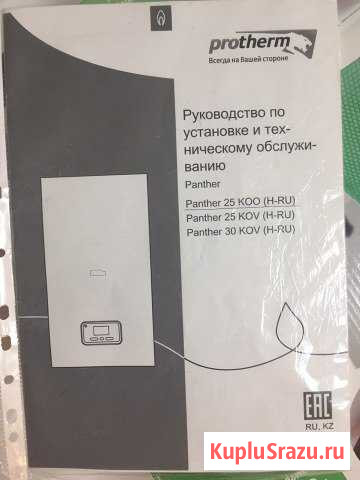 protherm
Всегда на Вашей стороне
Руководство по
установке и тех-
ническому обслужи-
ванию
Panther
Panther 25 KOO (H-RU)
Panther 25 KOV (H-RU)
Panther 30 KOV (H-RU)
EAC
RU, KZ
KupluSrazu.ru